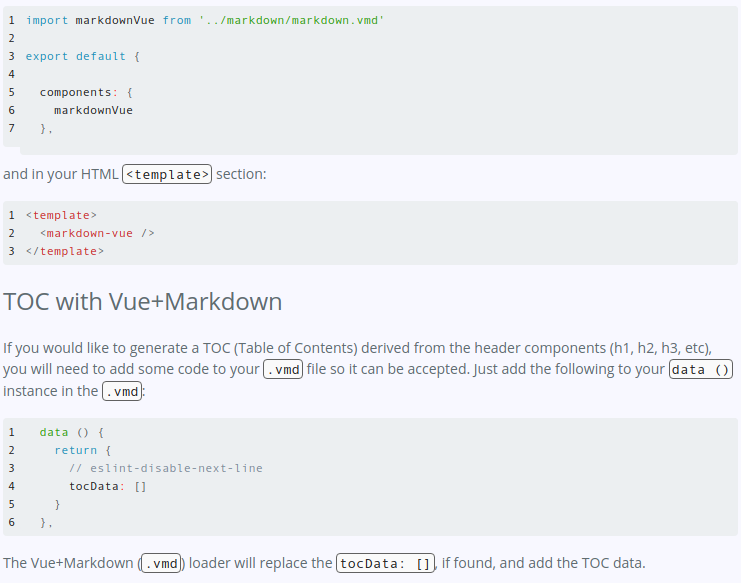 1 import markdownVue from '../markdown/markdown.vmd'
2
3 export default {
4
5   components: {
6     markdownVue
7   },
and in your HTML <template> section:
1 <template>
2   <markdown-vue />
3 </template>
TOC with Vue+Markdown
If you would like to generate a TOC (Table of Contents) derived from the header components (h1, h2, h3, etc),
you will need to add some code to your .vmd file so it can be accepted. Just add the following to your data ()
instance in the .vmd:
1   data () {
2     return {
3       // eslint-disable-next-line
4       tocData: []
5     }
6   },
The Vue+Markdown (.vmd) loader will replace the tocData: [], if found, and add the TOC data.